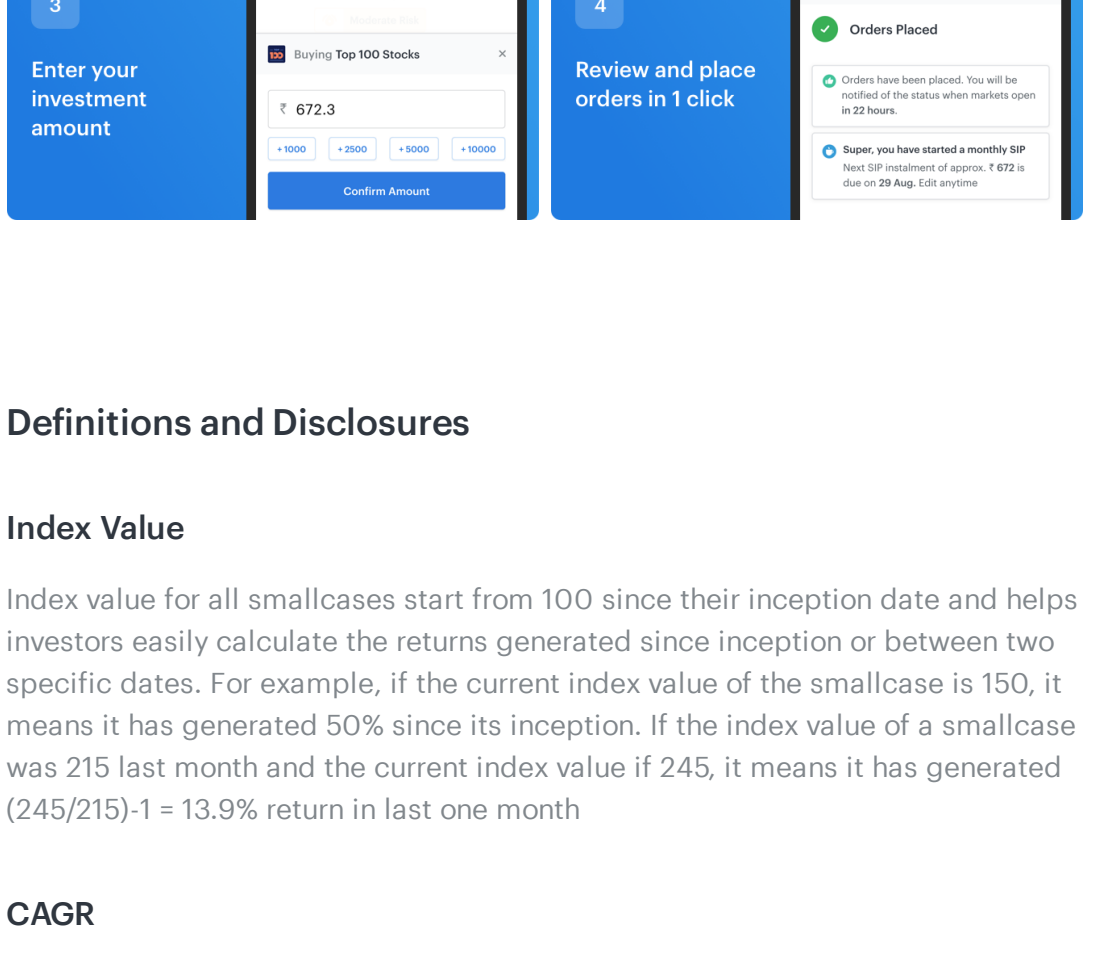 3
Moderate Risk
Buying Top 100 Stocks
×
Enter your
investment
amount
₹ 672.3
+ 1000 + 2500 + 5000 + 10000
Confirm Amount
4
Orders Placed
Review and place
orders in 1 click
Orders have been placed. You will be
notified of the status when markets open
in 22 hours.
Super, you have started a monthly SIP
Next SIP instalment of approx. ₹ 672 is
due on 29 Aug. Edit anytime
Definitions and Disclosures
Index Value
Index value for all smallcases start from 100 since their inception date and helps
investors easily calculate the returns generated since inception or between two
specific dates. For example, if the current index value of the smallcase is 150, it
means it has generated 50% since its inception. If the index value of a smallcase
was 215 last month and the current index value if 245, it means it has generated
(245/215)-1 = 13.9% return in last one month
CAGR